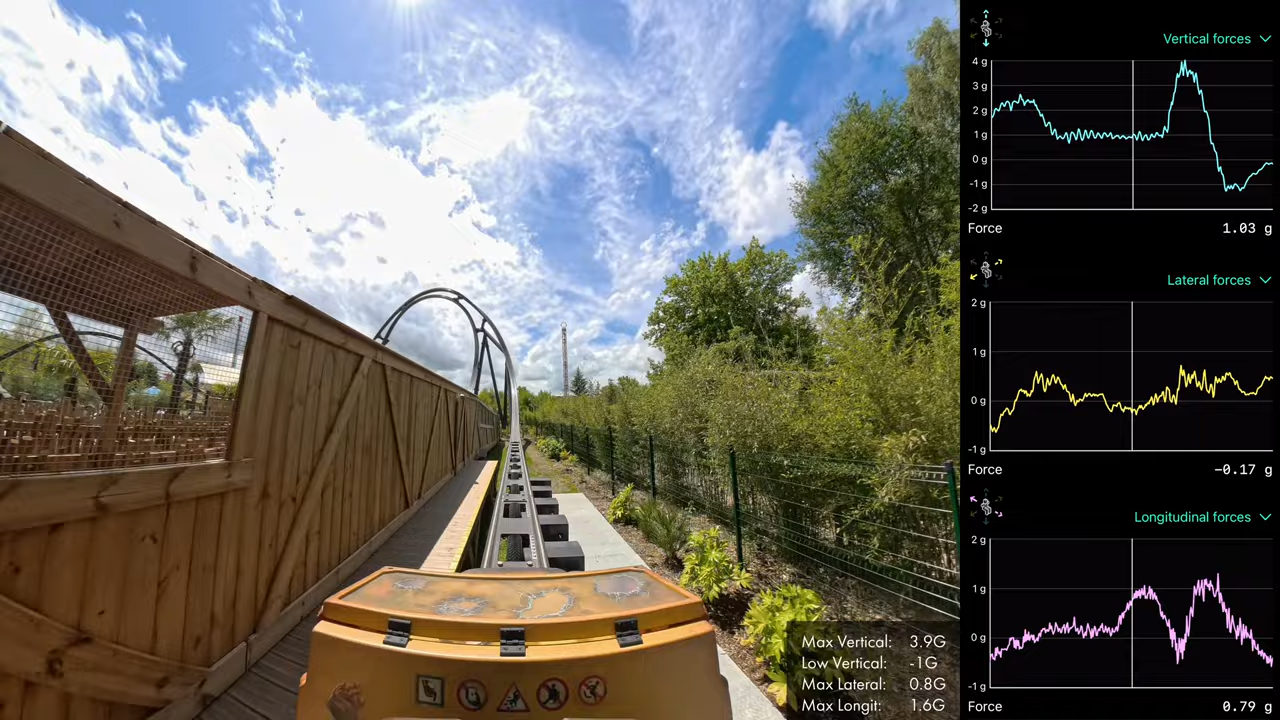 Vertical forces
4 g
3 g
2 g
1 g
0 g
-1 g
-2 g
Force 1.03 g
Lateral forces
2 g
1 g
0 g
-1 g
Force -0.17 g
Longitudinal forces
2 g
1 g
0 g
-1 g
Force 0.79 g
Max Vertical: 3.9G
Low Vertical: -1G
Max Lateral: 0.8G
Max Longit: 1.6G